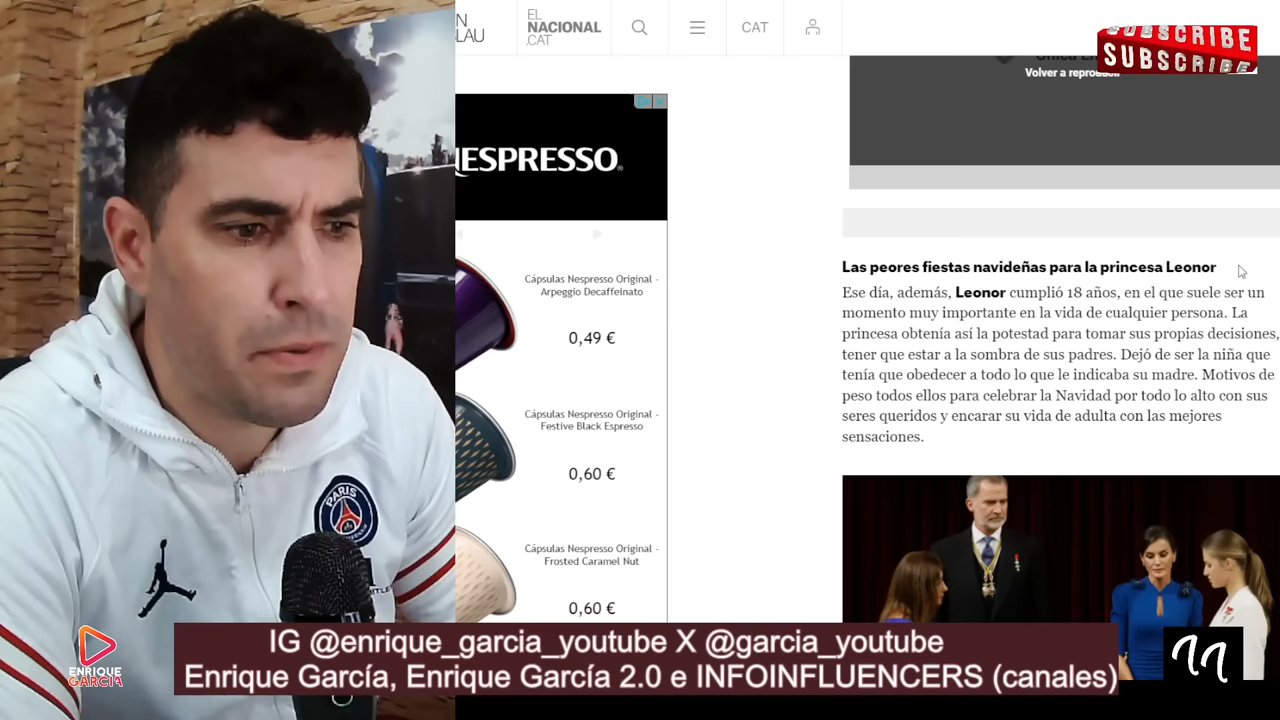 N
LAU
EL
NACIONAL
.CAT
CAT
SUBSCRIBE
SUBSCRIBE
Volver a
NESPRESSO.
Cápsulas Nespresso Original -
Arpeggio Decaffeinato
0,49 €
Cápsulas Nespresso Original -
Festive Black Espresso
0,60 €
Cápsulas Nespresso Original -
Frosted Caramel Nut
0,60 €
Las peores fiestas navideñas para la princesa Leonor
Ese día, además, Leonor cumplió 18 años, en el que suele ser un
momento muy importante en la vida de cualquier persona. La
princesa obtenía así la potestad para tomar sus propias decisiones,
tener que estar a la sombra de sus padres. Dejó de ser la niña que
tenía que obedecer a todo lo que le indicaba su madre. Motivos de
peso todos ellos para celebrar la Navidad por todo lo alto con sus
seres queridos y encarar su vida de adulta con las mejores
sensaciones.
PARIS
IG @enrique_garcia_youtube X @garcia_youtube
Enrique García, Enrique García 2.0 e INFOINFLUENCERS (canales)
ENRIQUE
GARCÍA